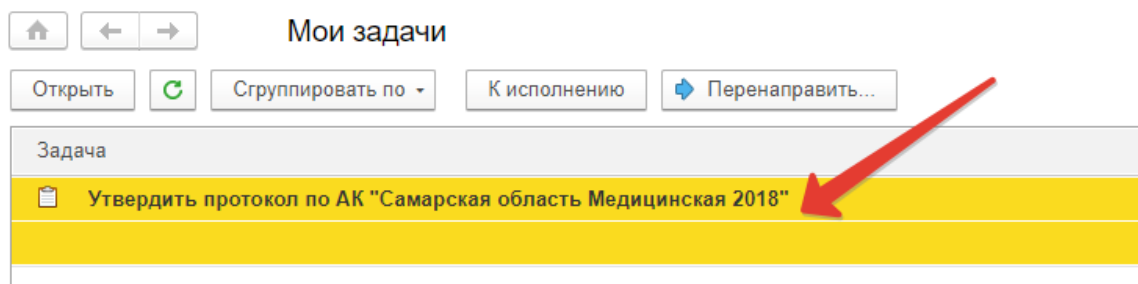 Мои задачи
Открыть Сгруппировать по К исполнению Перенаправить...
Задача
Утвердить протокол по АК "Самарская область Медицинская 2018"